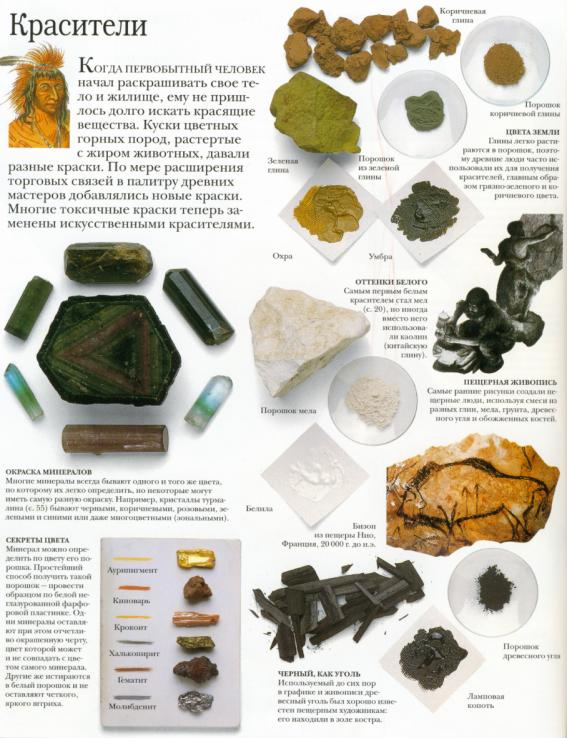 Красители
КОГДА ПЕРВОБЫТНЫЙ ЧЕЛОВЕК
начал раскрашивать свое те-
ло и жилище, ему не приш-
лось долго искать красящие
вещества. Куски цветных
горных пород, растертые
с жиром животных, давали
разные краски. По мере расширения
торговых связей в палитру древних
мастеров добавлялись новые краски.
Многие токсичные краски теперь за-
менены искусственными красителями.
Коричневая
глина
Порошок
коричневой глины
Зеленая
глина
Порошок
из зеленой
глины
ЦВЕТА ЗЕМЛИ
Глины легко расти-
раются в порошок, поэто-
му древние люди часто ис-
пользовали их для получения
красителей, главным обра-
зом грязно-зеленого и ко-
ричневого цвета.
Охра
Умбра
ОТТЕНКИ БЕЛОГО
Самым первым белым
красителем стал мел
(с. 20), но иногда
вместо него
использова-
ли каолин
(китайскую
глину).
Порошок мела
ПЕЩЕРНАЯ ЖИВОПИСЬ
Самые ранние рисунки создали пе-
щерные люди, используя смеси из
разных глин, мела, грунта, древес-
ного угля и обожженных костей.
Белила
Бизон
из пещеры Нио,
Франция, 20 000 г. до н.э.
ОКРАСКА МИНЕРАЛОВ
Многие минералы всегда бывают одного и того же цвета,
по которому их легко определить, но некоторые могут
иметь самую разную окраску. Например, кристаллы турма-
лина (с. 55) бывают черными, коричневыми, розовыми, зе-
леными и синими или даже многоцветными (зональными).
СЕКРЕТЫ ЦВЕТА
Минерал можно опре-
делить по цвету его по-
рошка. Простейший
способ получить такой
порошок – провести
образцом по белой не-
глазурованной фарфо-
ровой пластинке. Од-
ни минералы оставля-
ют при этом отчетли-
во окрашенную черту,
цвет которой может
и не совпадать с цве-
том самого минерала.
Другие же истираются
в белый порошок и не
оставляют четкого,
яркого штриха.
Аурипигмент
Киноварь
Крокоит
Халькопирит
Гематит
Молибденит
ЧЕРНЫЙ, КАК УГОЛЬ
Используемый до сих пор
в графике и живописи дре-
весный уголь был хорошо изве-
стен пещерным художникам:
его находили в золе костра.
Порошок
древесного угля
Ламповая
копоть